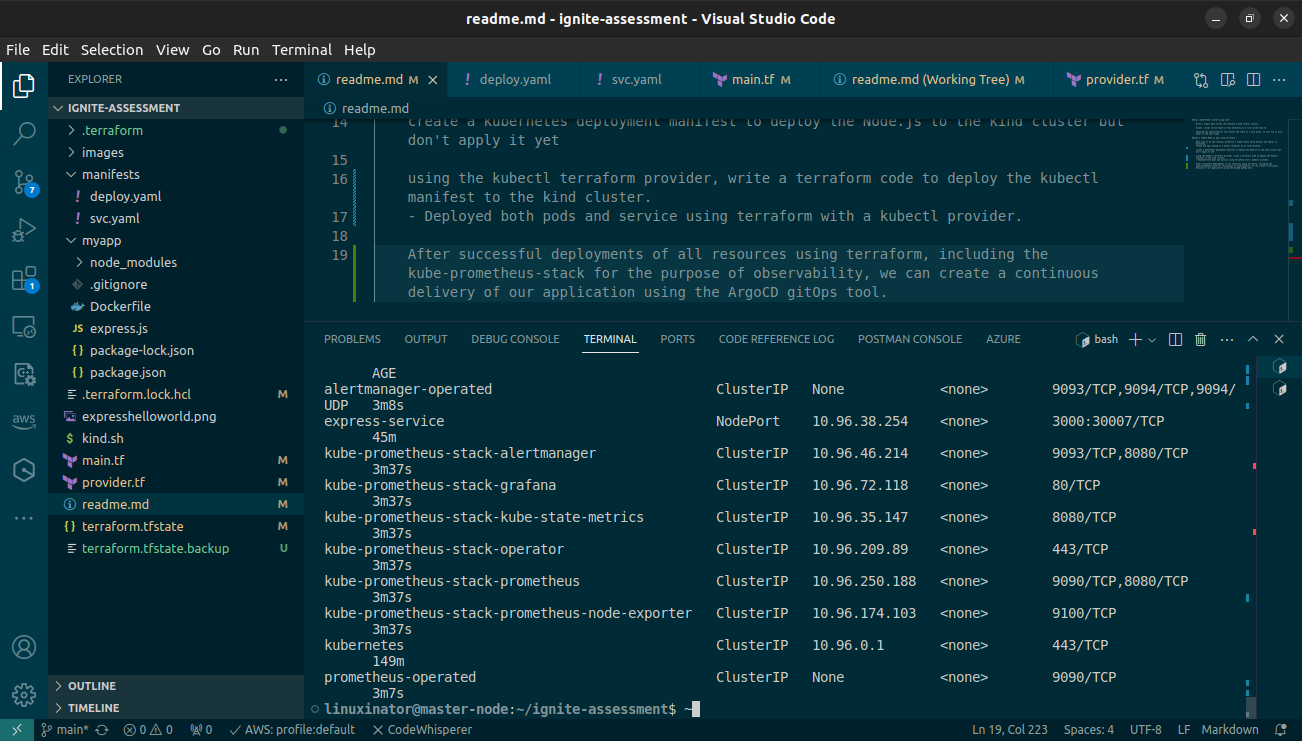 readme.md - ignite-assessment - Visual Studio Code
File Edit Selection View Go Run Terminal Help
EXPLORER
IGNITE-ASSESSMENT
.terraform
images
manifests
! deploy.yaml
! svc.yaml
myapp
node_modules
.gitignore
Dockerfile
JS express.js
{} package-lock.json
{} package.json
.terraform.lock.hcl M
expresshelloworld.png
$ kind.sh
main.tf M
provider.tf M
readme.md M
{} terraform.tfstate M
terraform.tfstate.backup U
OUTLINE
TIMELINE
7
1
aws
readme.md M
! deploy.yaml
! svc.yaml
main.tf M
readme.md (Working Tree) M
provider.tf M
readme.md
14 create a kubernetes deployment manifest to deploy the Node.js to the kind cluster but
don't apply it yet
15
16 using the kubectl terraform provider, write a terraform code to deploy the kubectl
manifest to the kind cluster.
17 - Deployed both pods and service using terraform with a kubectl provider.
18
19 After successful deployments of all resources using terraform, including the
kube-prometheus-stack for the purpose of observability, we can create a continuous
delivery of our application using the ArgoCD gitOps tool.
PROBLEMS OUTPUT DEBUG CONSOLE TERMINAL PORTS CODE REFERENCE LOG POSTMAN CONSOLE AZURE
bash
AGE
alertmanager-operated ClusterIP None <none> 9093/TCP,9094/TCP,9094/
UDP 3m8s
express-service NodePort 10.96.38.254 <none> 3000:30007/TCP
45m
kube-prometheus-stack-alertmanager ClusterIP 10.96.46.214 <none> 9093/TCP,8080/TCP
3m37s
kube-prometheus-stack-grafana ClusterIP 10.96.72.118 <none> 80/TCP
3m37s
kube-prometheus-stack-kube-state-metrics ClusterIP 10.96.35.147 <none> 8080/TCP
3m37s
kube-prometheus-stack-operator ClusterIP 10.96.209.89 <none> 443/TCP
3m37s
kube-prometheus-stack-prometheus ClusterIP 10.96.250.188 <none> 9090/TCP,8080/TCP
3m37s
kube-prometheus-stack-prometheus-node-exporter ClusterIP 10.96.174.103 <none> 9100/TCP
3m37s
kubernetes ClusterIP 10.96.0.1 <none> 443/TCP
149m
prometheus-operated ClusterIP None <none> 9090/TCP
3m7s
linuxinator@master-node:~/ignite-assessment$ ~
main* 0 0 0 AWS: profile:default CodeWhisperer
Ln 19, Col 223 Spaces: 4 UTF-8 LF Markdown